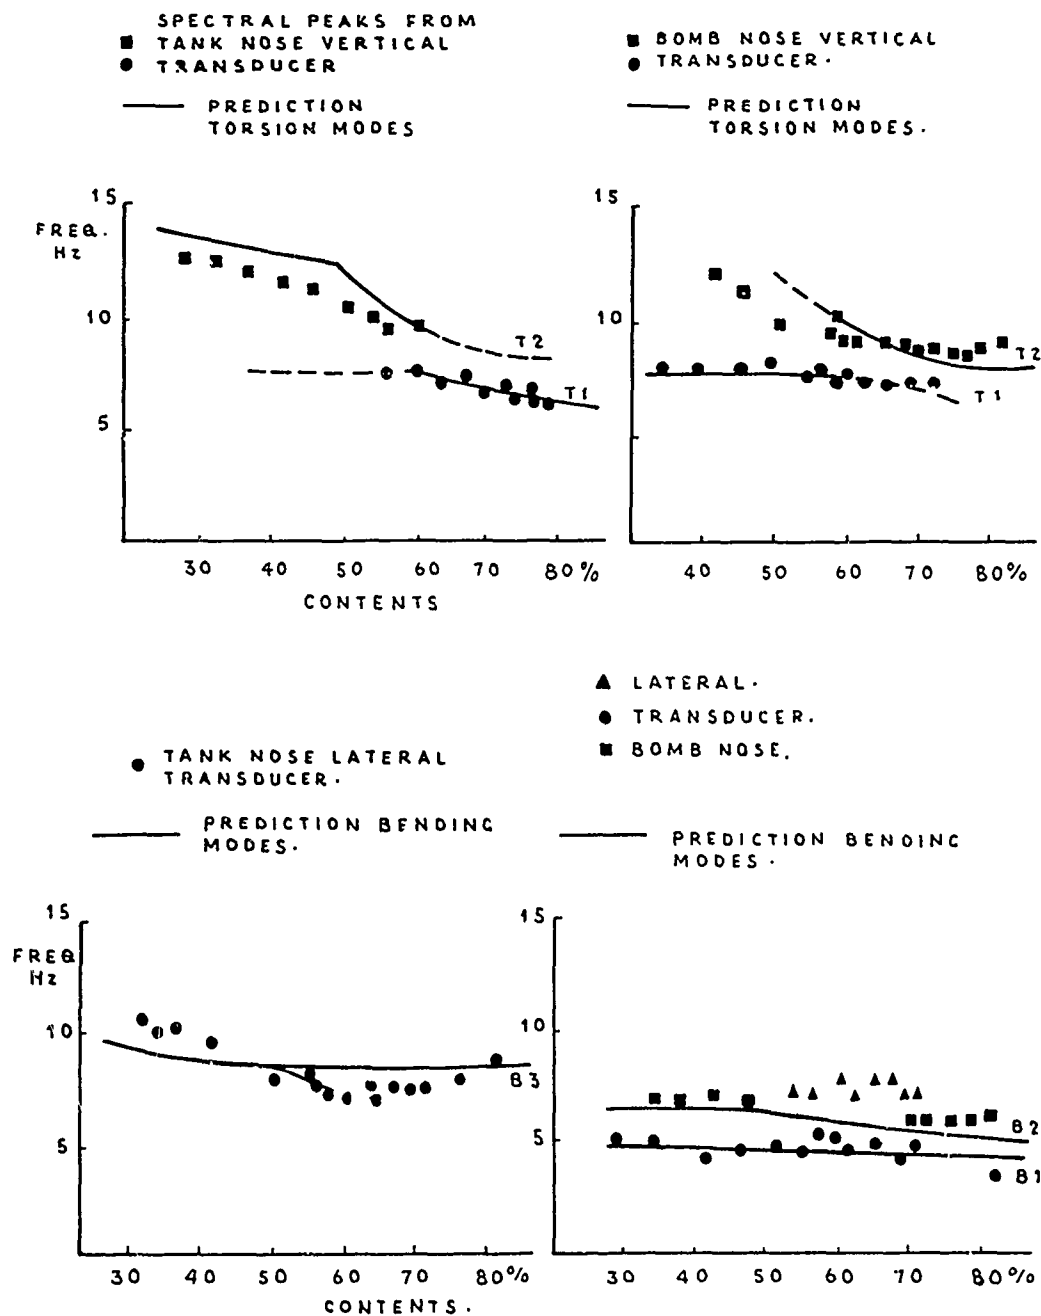 SPECTRAL PEAKS FROM
TANK NOSE VERTICAL
TRANSDUCER
PREDICTION
TORSION MODES
15
FREQ.
Hz
10
5
T2
T1
30 40 50 60 70 80%
CONTENTS
BOMB NOSE VERTICAL
TRANSDUCER.
PREDICTION
TORSION MODES.
15
10
T2
T1
30 40 50 60 70 80%
TANK NOSE LATERAL
TRANSDUCER.
PREDICTION BENDING
MODES.
15
FREQ
Hz
10
5
B3
30 40 50 60 70 80%
CONTENTS.
LATERAL.
TRANSDUCER.
BOMB NOSE.
PREDICTION BENDING
MODES.
15
10
5
B2
B1
30 40 50 60 70 80%